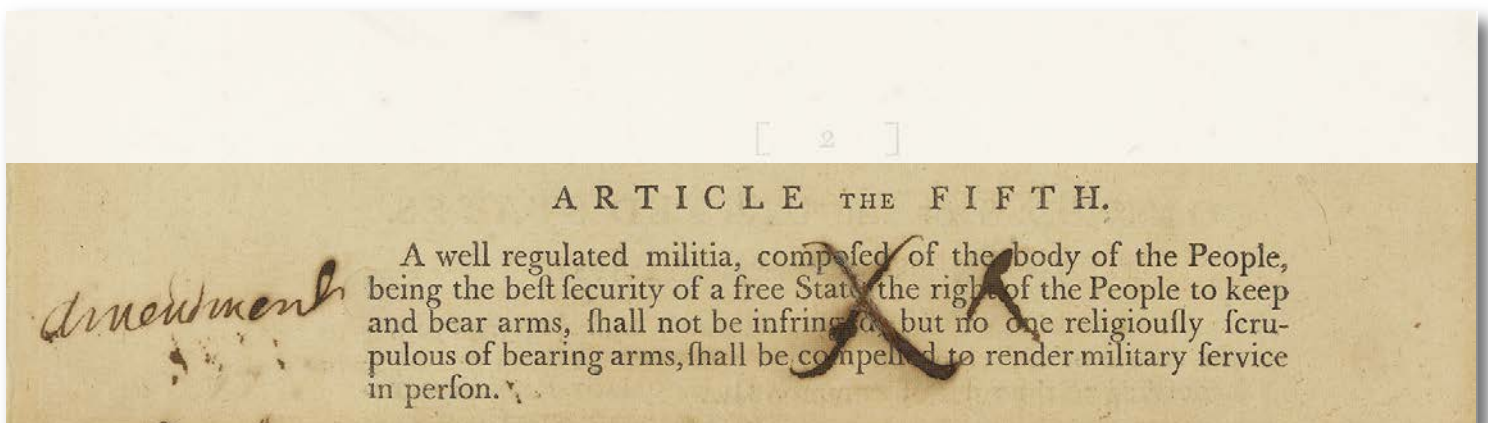 [ 2 ]
ARTICLE THE FIFTH.
A well regulated militia, compoſed of the body of the People,
amendment
being the beſt ſecurity of a free State, the right of the People to keep
and bear arms, ſhall not be infringed, but no one religiouſly ſcru-
pulous of bearing arms, ſhall be compelled to render military ſervice
in perſon.